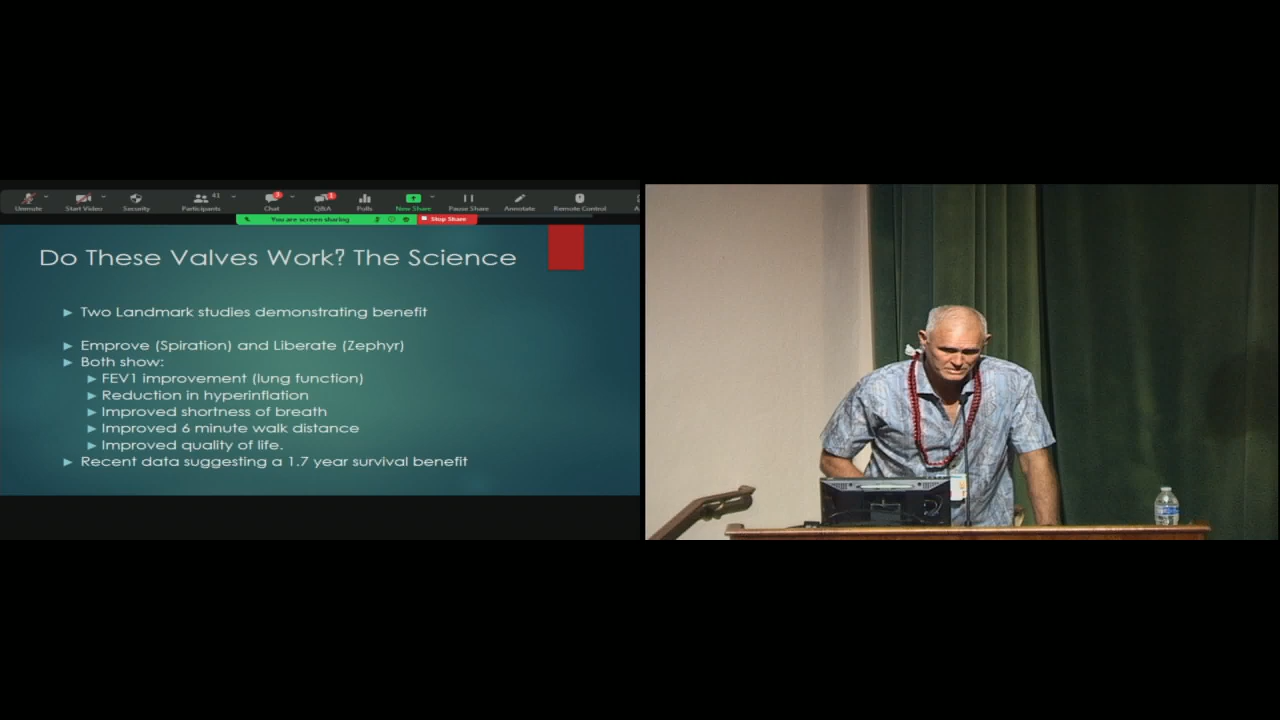 Unmute
Start Video
Security
Participants
41
Chat
3
Q&A
1
Polls
New Share
Pause Share
Annotate
Remote Control
You are screen sharing
Stop Share
Do These Valves Work? The Science
Two Landmark studies demonstrating benefit
Emprove (Spiration) and Liberate (Zephyr)
Both show:
FEV1 improvement (lung function)
Reduction in hyperinflation
Improved shortness of breath
Improved 6 minute walk distance
Improved quality of life.
Recent data suggesting a 1.7 year survival benefit